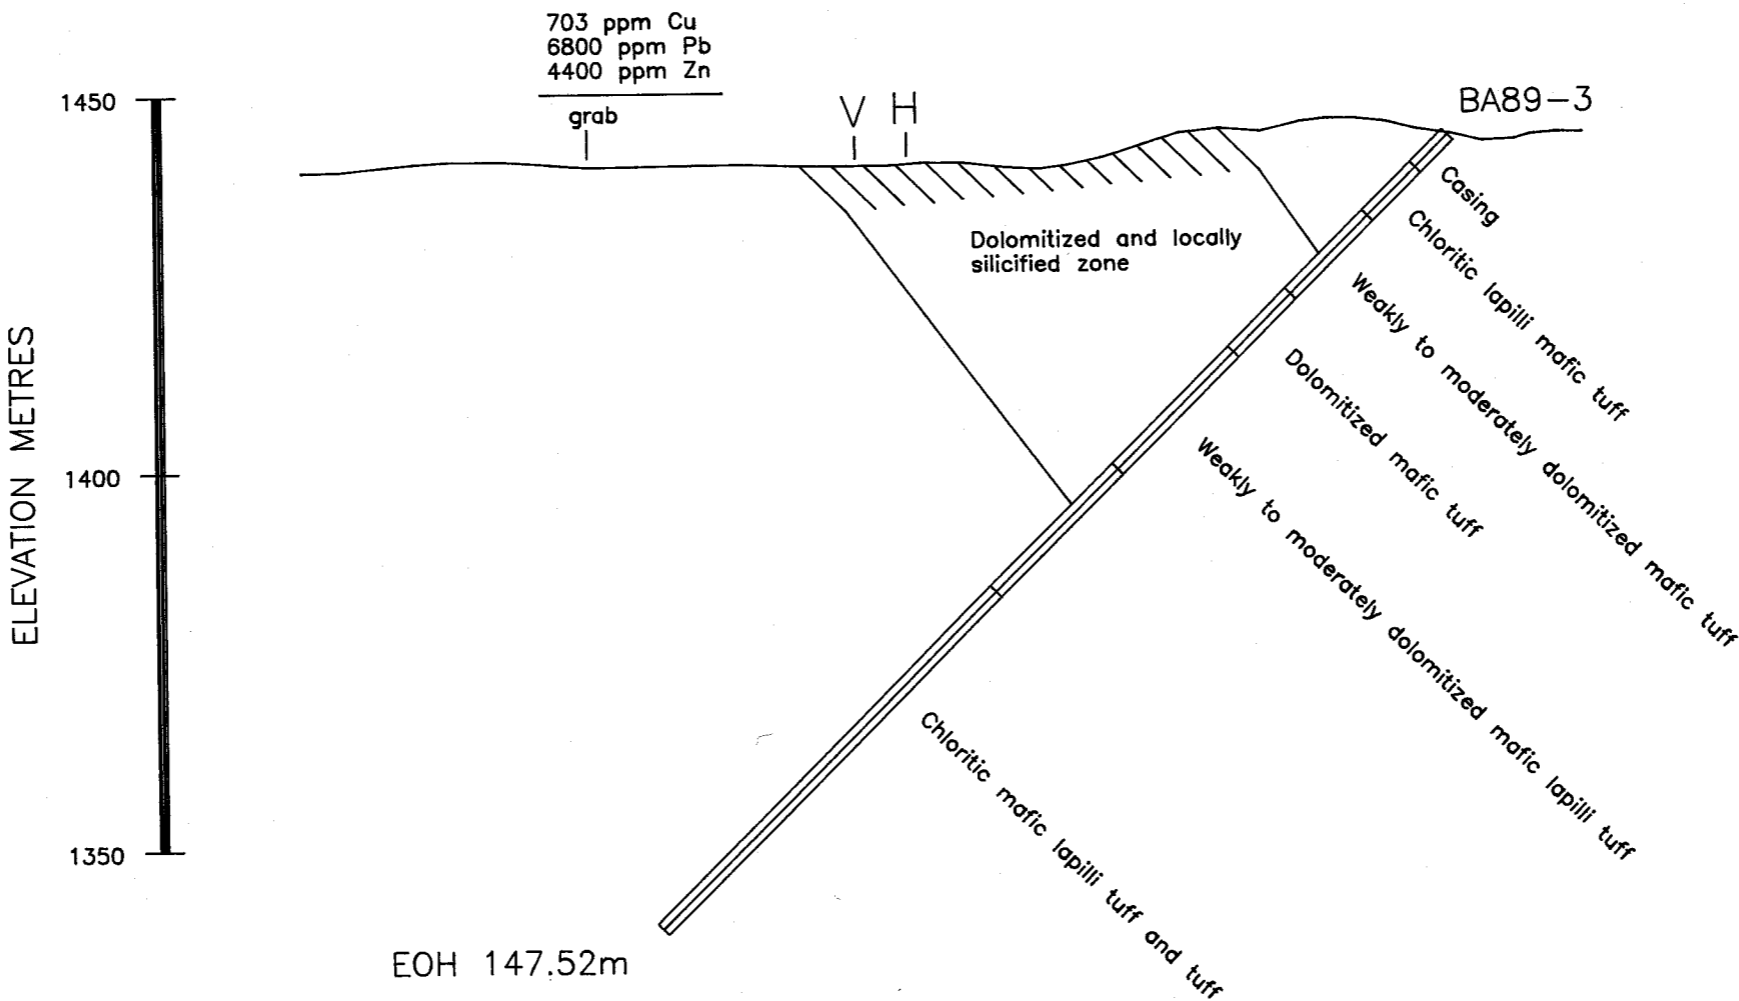 703 ppm Cu
6800 ppm Pb
4400 ppm Zn
grab
V H
BA89-3
1450
1400
1350
ELEVATION METRES
Dolomitized and locally
silicified zone
Casing
Chloritic lapilli mafic tuff
Weakly to moderately dolomitized mafic tuff
Dolomitized mafic tuff
Weakly to moderately dolomitized mafic lapilli tuff
Chloritic mafic lapilli tuff and tuff
EOH 147.52m